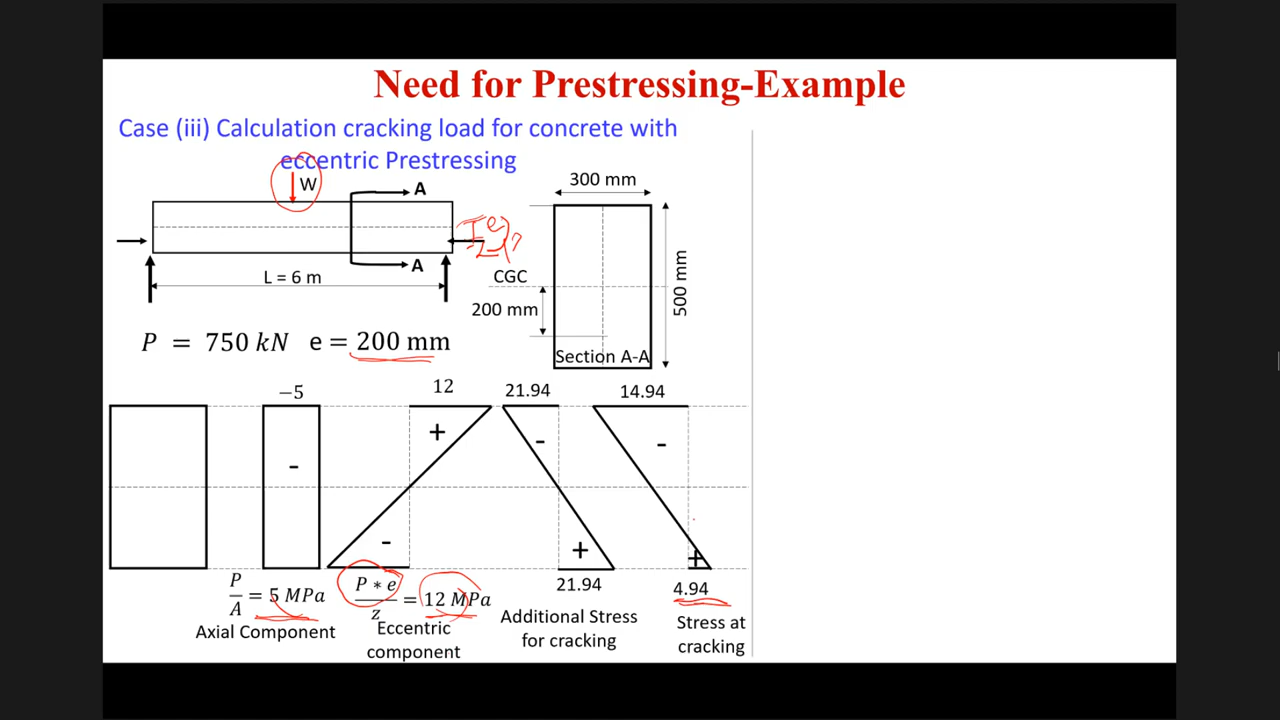 Need for Prestressing-Example
Case (iii) Calculation cracking load for concrete with
eccentric Prestressing
W
A
A
L = 6 m
300 mm
500 mm
CGC
200 mm
Section A-A
P = 750 kN e = 200 mm
−5
12
21.94
14.94
-
+
-
-
+
-
+
P/A = 5 MPa
Axial Component
P * e/z = 12 MPa
Eccentric
component
21.94
Additional Stress
for cracking
4.94
Stress at
cracking